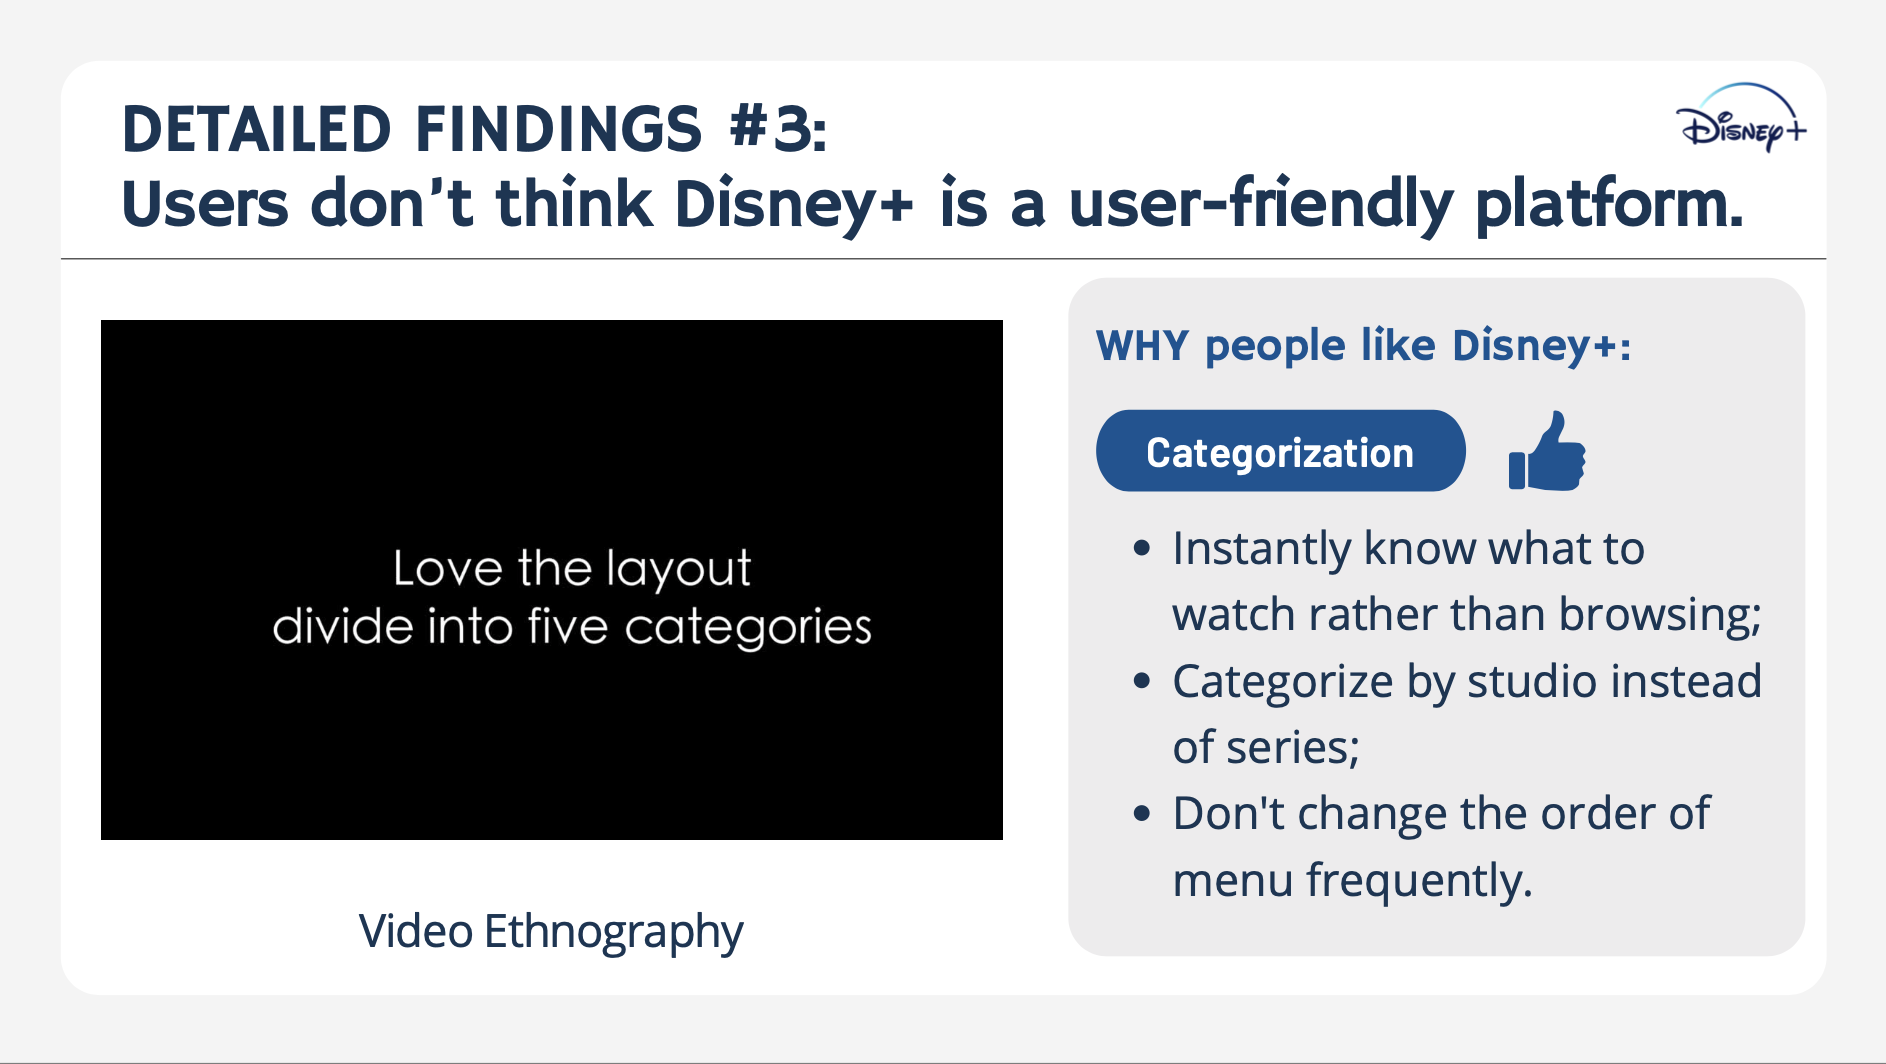 DETAILED FINDINGS #3:
Disney+
Users don’t think Disney+ is a user-friendly platform.
Love the layout
divide into five categories
Video Ethnography
WHY people like Disney+:
Categorization
• Instantly know what to
watch rather than browsing;
• Categorize by studio instead
of series;
• Don't change the order of
menu frequently.